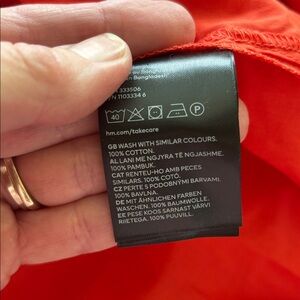 333506
hm.com/takecare
GB WASH WITH SIMILAR COLOURS.
100% COTTON.
AL LAN ME NGJYRA TË NGJASHME.
100% PAMBUK.
CAT RENTEU-HO AMB PECES
SIMILARS. 100% COTÓ.
CZ PERTE S PODOBNÝMI BARVAMI.
100% BAVLNA.
DE MIT ÄHNLICHEN FARBEN
WASCHEN. 100% BAUMWOLLE.
EE PESE KOOS SARNAST VÄRVI
RIIETEGA. 100% PUUVILL.